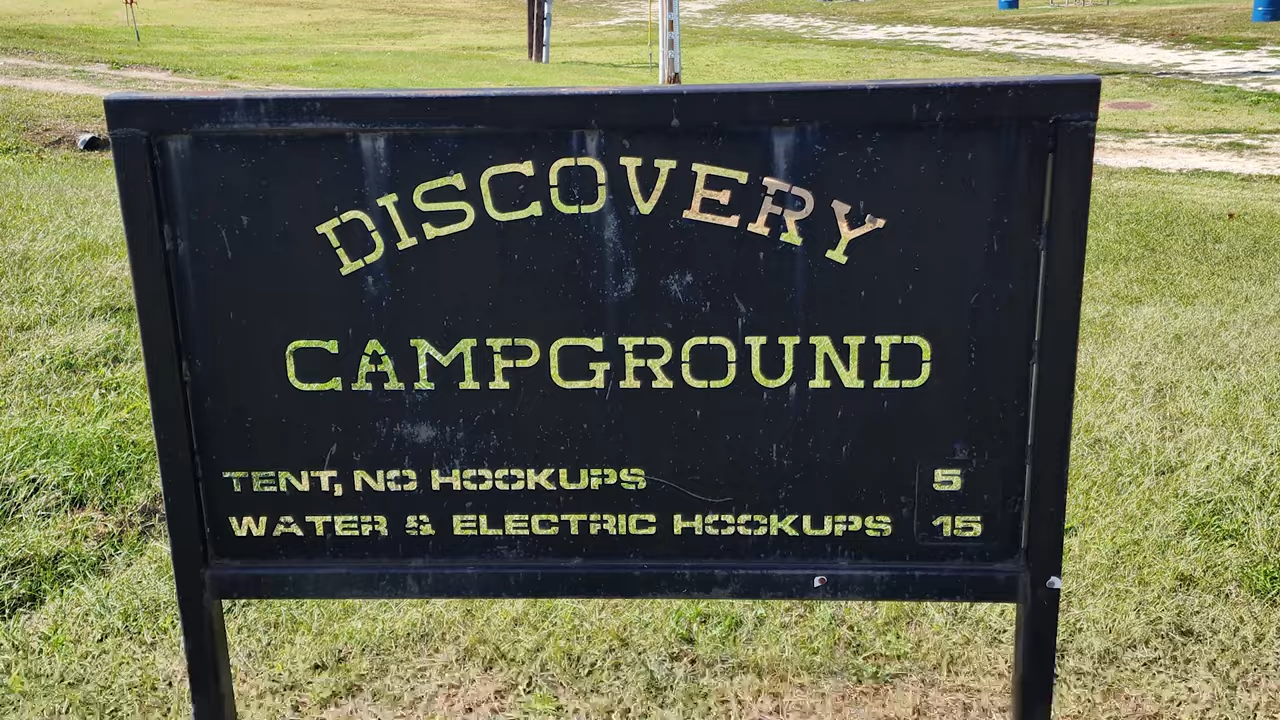 DISCOVERY
CAMPGROUND
TENT, NO HOOKUPS 5
WATER & ELECTRIC HOOKUPS 15